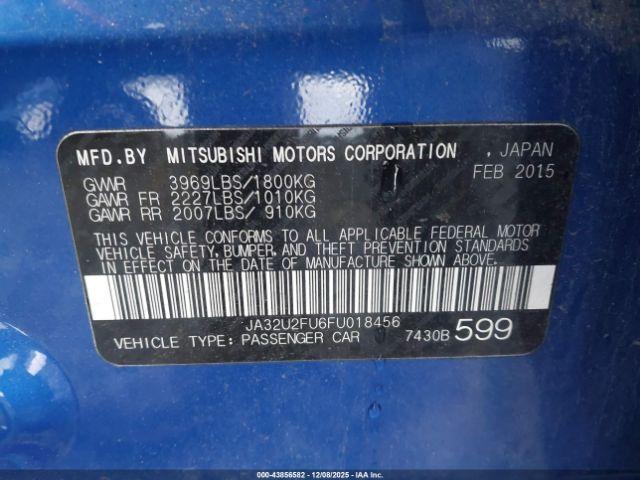 MFD.BY MITSUBISHI MOTORS CORPORATION , JAPAN
GVWR 3969LBS/1800KG FEB 2015
GAWR FR 2227LBS/1010KG
GAWR RR 2007LBS/ 910KG
THIS VEHICLE CONFORMS TO ALL APPLICABLE FEDERAL MOTOR
VEHICLE SAFETY, BUMPER, AND THEFT PREVENTION STANDARDS
IN EFFECT ON THE DATE OF MANUFACTURE SHOWN ABOVE.
JA32U2FU6FU018456
VEHICLE TYPE: PASSENGER CAR 7430B 599
000-43856582 - 12/08/2025 - IAAI.CA